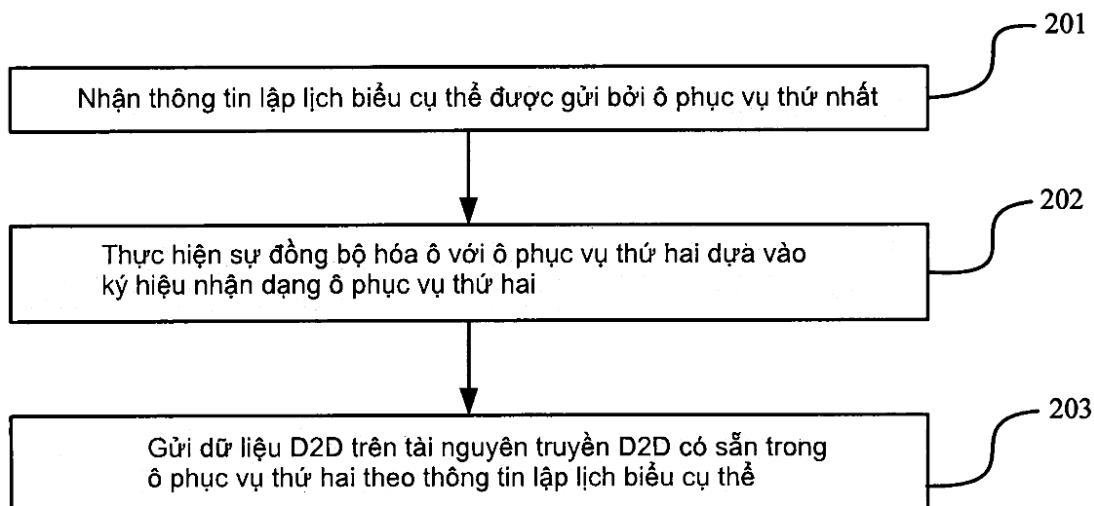 201
Nhận thông tin lập lịch biểu cụ thể được gửi bởi ô phục vụ thứ nhất
202
Thực hiện sự đồng bộ hóa ô với ô phục vụ thứ hai dựa vào
ký hiệu nhận dạng ô phục vụ thứ hai
203
Gửi dữ liệu D2D trên tài nguyên truyền D2D có sẵn trong
ô phục vụ thứ hai theo thông tin lập lịch biểu cụ thể